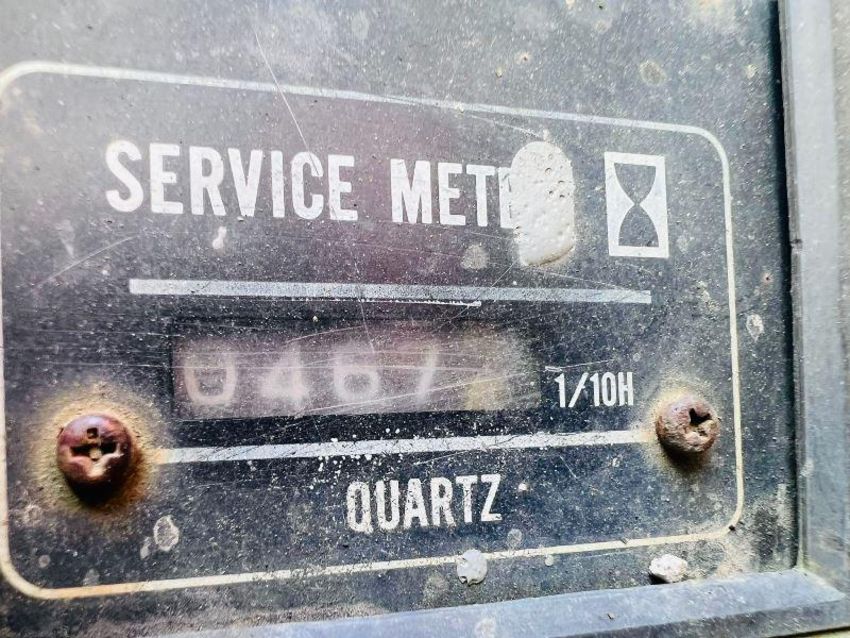 SERVICE METE
0467
1/10H
QUARTZ